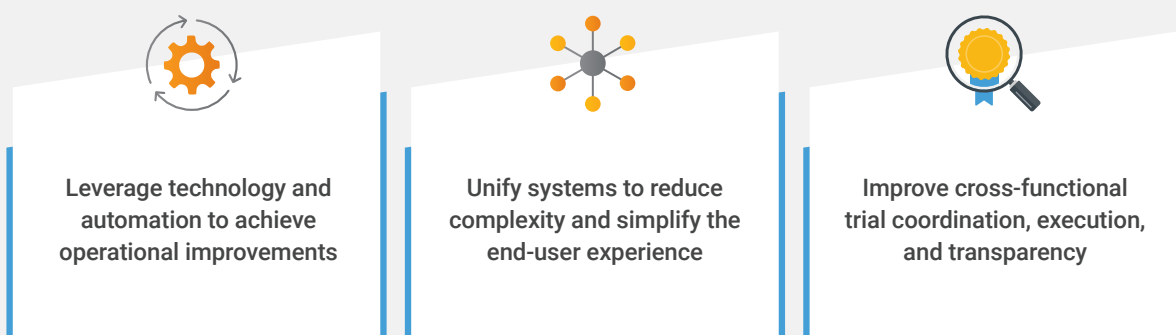 Leverage technology and
automation to achieve
operational improvements
Unify systems to reduce
complexity and simplify the
end-user experience
Improve cross-functional
trial coordination, execution,
and transparency